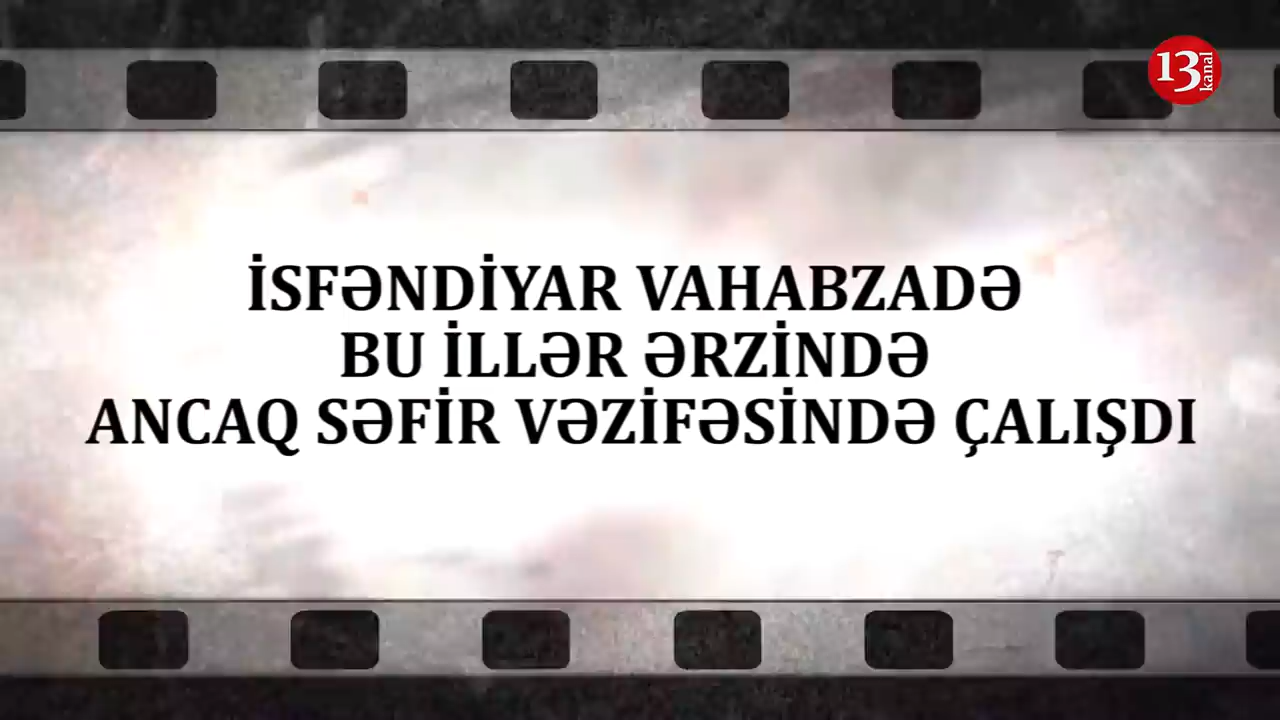 13
kanal
İSFƏNDİYAR VAHABZADƏ
BU İLLƏR ƏRZİNDƏ
ANCAQ SƏFİR VƏZİFƏSİNDƏ ÇALIŞDI